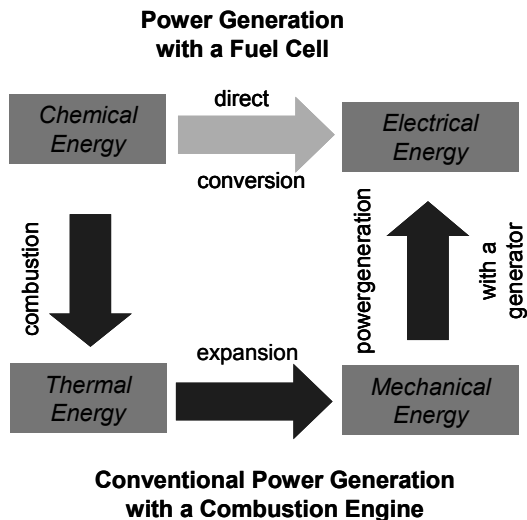 Power Generation
with a Fuel Cell
direct
Chemical
Energy
Electrical
Energy
conversion
combustion
powergeneration
with a
generator
expansion
Thermal
Energy
Mechanical
Energy
Conventional Power Generation
with a Combustion Engine